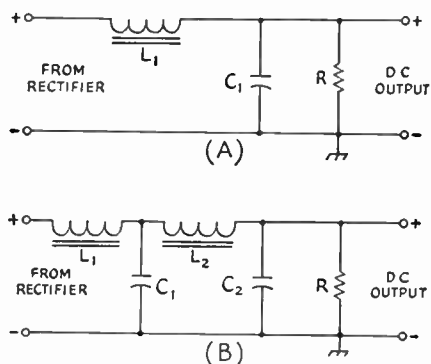 + +
L1
FROM
RECTIFIER
C1 R
DC
OUTPUT
- -
(A)
+ +
L1 L2
FROM
RECTIFIER
C1 C2 R
DC
OUTPUT
- -
(B)